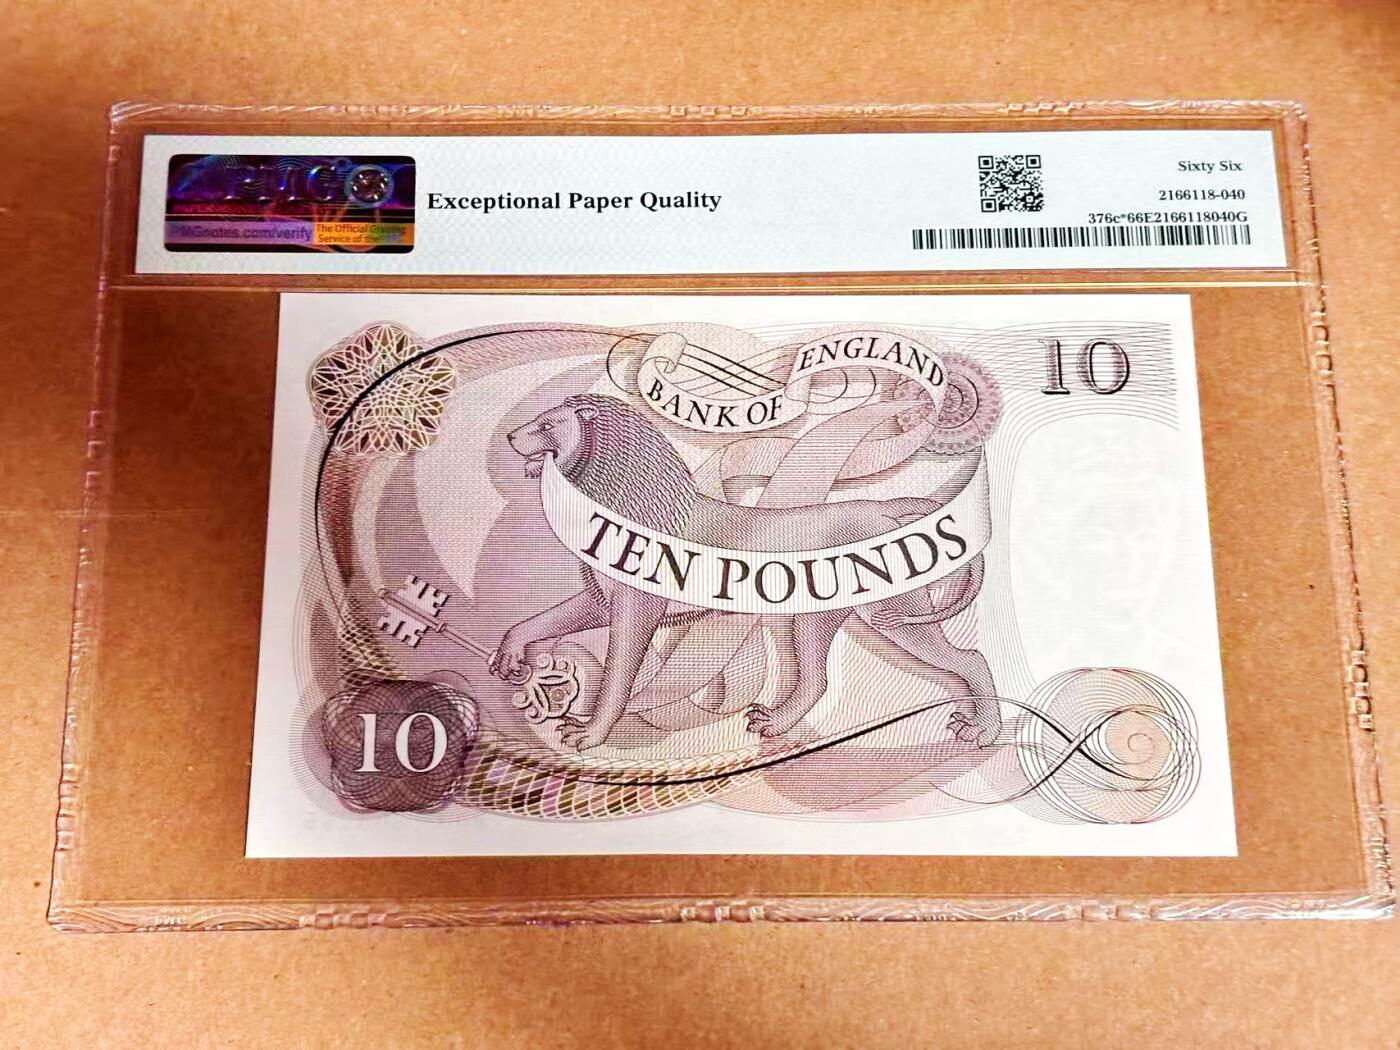 PMG
PMGnotes.com/verify
The Official Grading
Service of the
Exceptional Paper Quality
Sixty Six
2166118-040
376c*66E2166118040G
BANK OF ENGLAND
10
TEN POUNDS
10